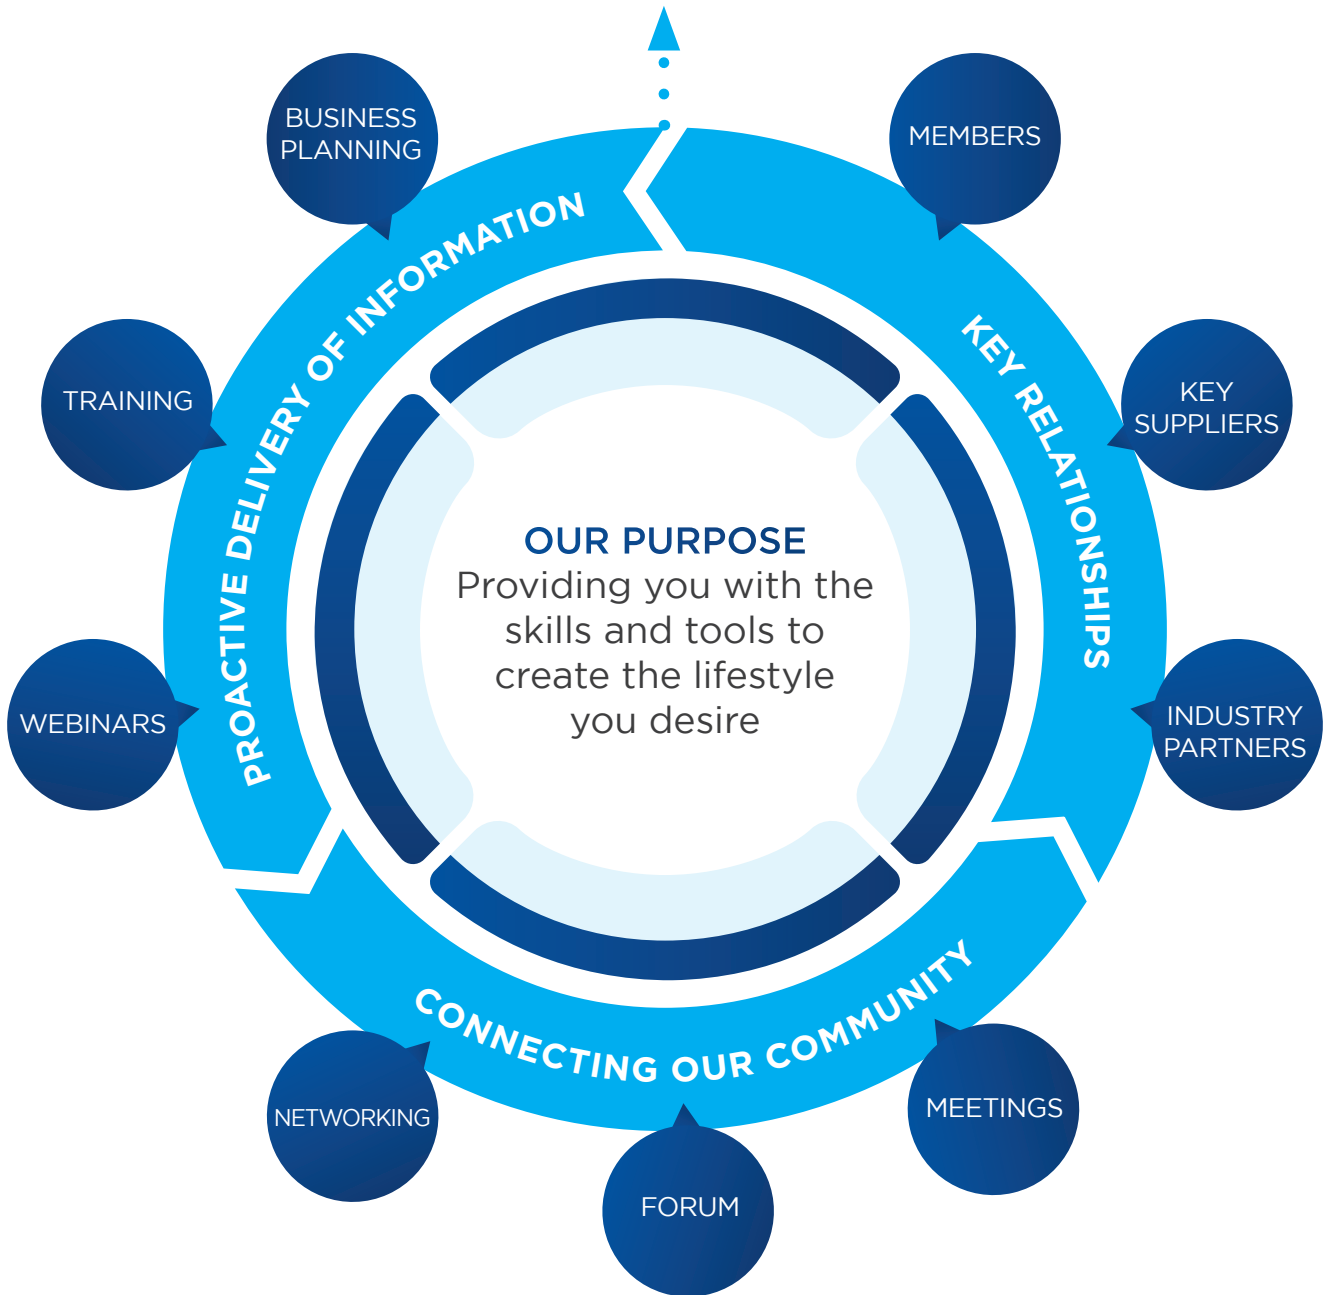 BUSINESS
PLANNING
MEMBERS
PROACTIVE DELIVERY OF INFORMATION
KEY RELATIONSHIPS
TRAINING
KEY
SUPPLIERS
OUR PURPOSE
Providing you with the
skills and tools to
create the lifestyle
you desire
WEBINARS
INDUSTRY
PARTNERS
CONNECTING OUR COMMUNITY
NETWORKING
MEETINGS
FORUM